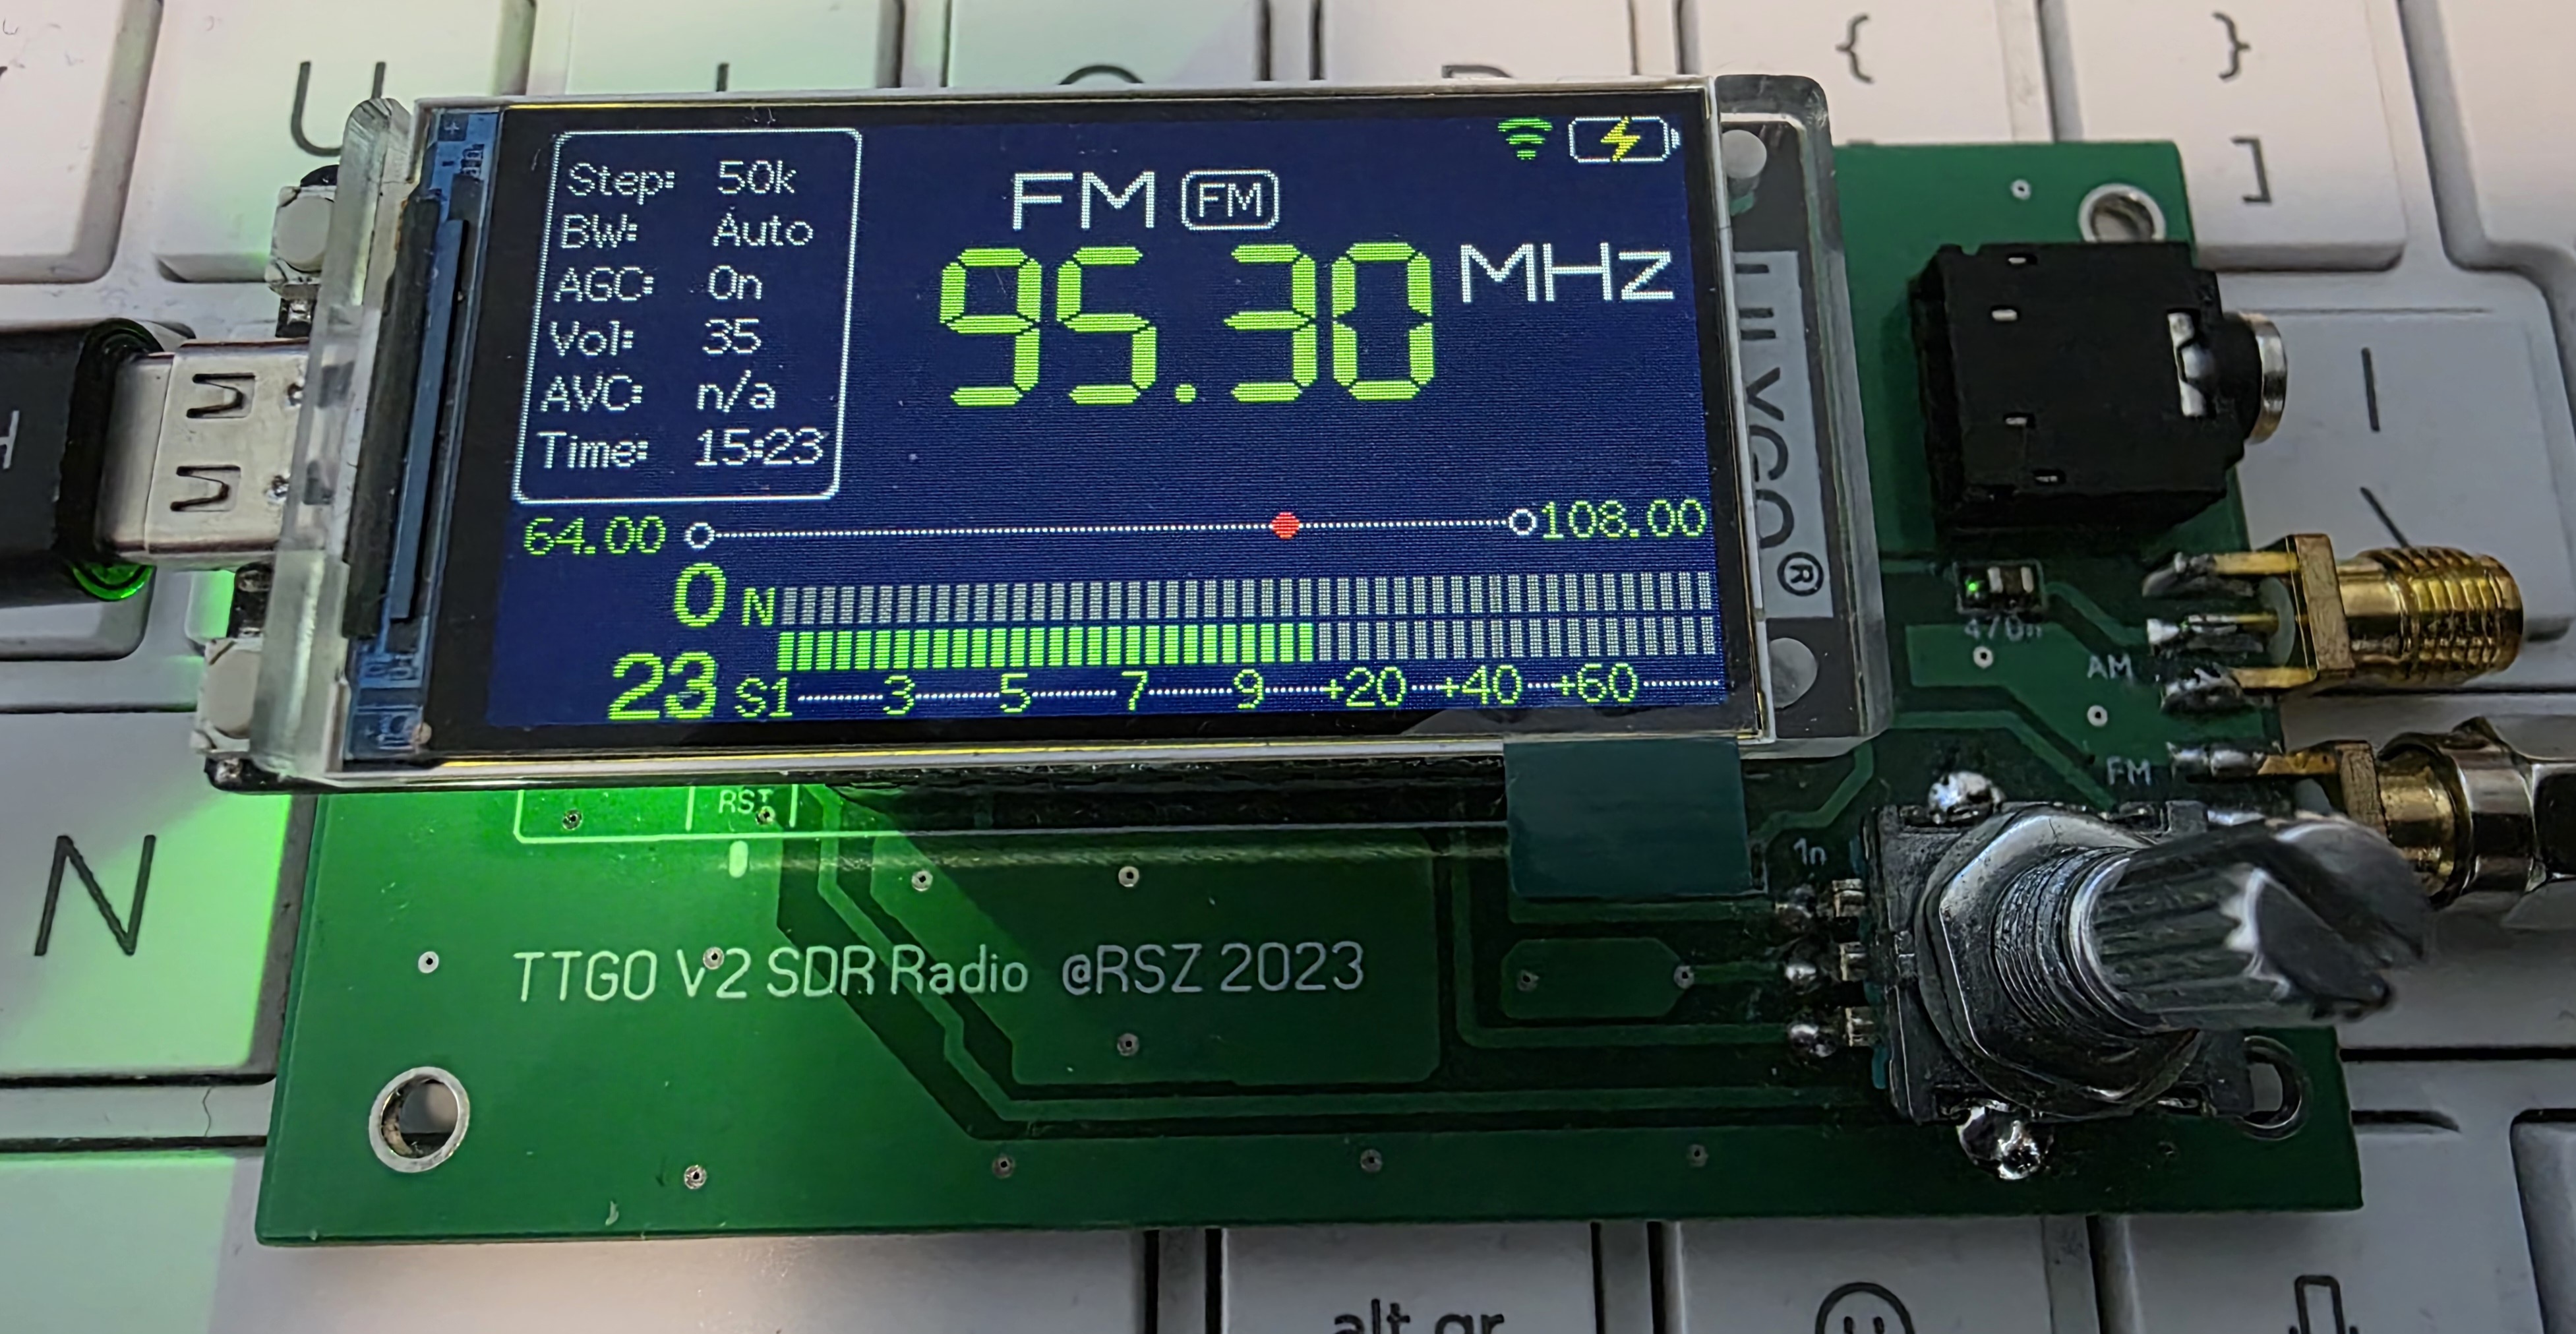 U
{
}
]
FM FM
Step: 50k
BW: Auto
AGC: On
Vol: 35
AVC: n/a
Time: 15:23
95.30 MHz
64.00 108.00
0 N
23 S1 3 5 7 9 +20 +40 +60
LILYGO®
470n
AM
FM
RST
1n
N
TTGO V2 SDR Radio @RSZ 2023
alt gr